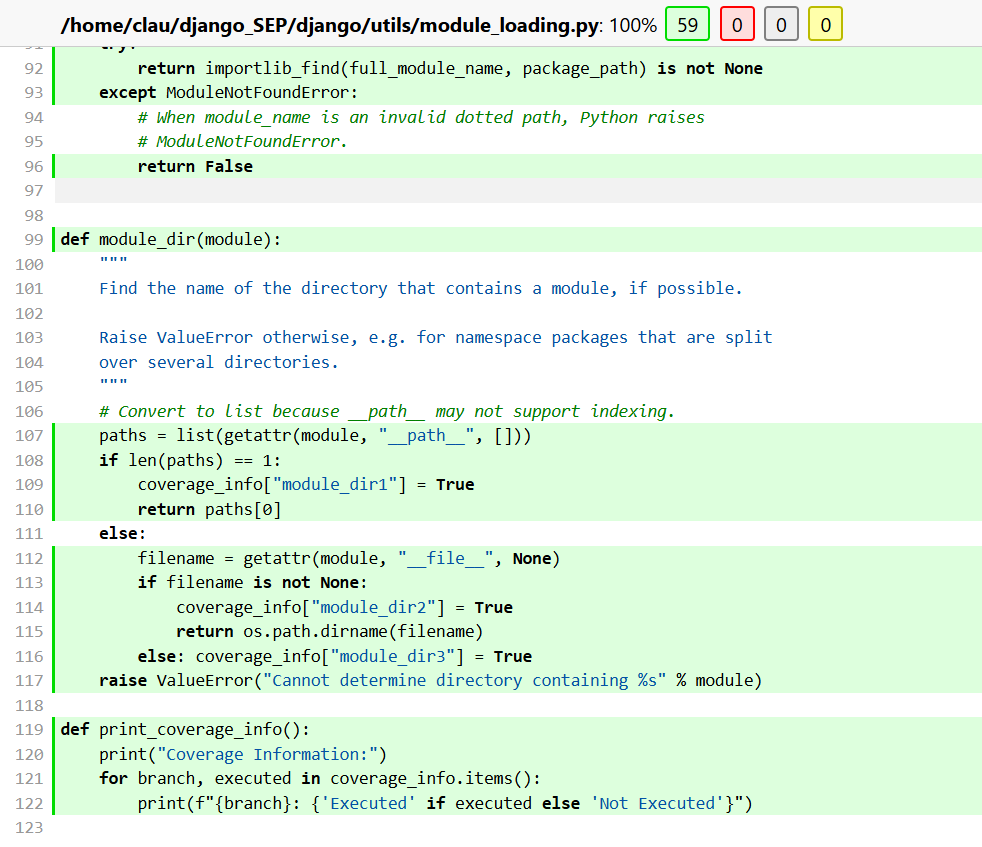 /home/clau/django_SEP/django/utils/module_loading.py: 100% 59 0 0 0
91     try:
92         return importlib_find(full_module_name, package_path) is not None
93     except ModuleNotFoundError:
94         # When module_name is an invalid dotted path, Python raises
95         # ModuleNotFoundError.
96         return False
97
98
99 def module_dir(module):
100     """
101     Find the name of the directory that contains a module, if possible.
102
103     Raise ValueError otherwise, e.g. for namespace packages that are split
104     over several directories.
105     """
106     # Convert to list because __path__ may not support indexing.
107     paths = list(getattr(module, "__path__", []))
108     if len(paths) == 1:
109         coverage_info["module_dir1"] = True
110         return paths[0]
111     else:
112         filename = getattr(module, "__file__", None)
113         if filename is not None:
114             coverage_info["module_dir2"] = True
115             return os.path.dirname(filename)
116         else: coverage_info["module_dir3"] = True
117     raise ValueError("Cannot determine directory containing %s" % module)
118
119 def print_coverage_info():
120     print("Coverage Information:")
121     for branch, executed in coverage_info.items():
122         print(f"{branch}: {'Executed' if executed else 'Not Executed'}")
123